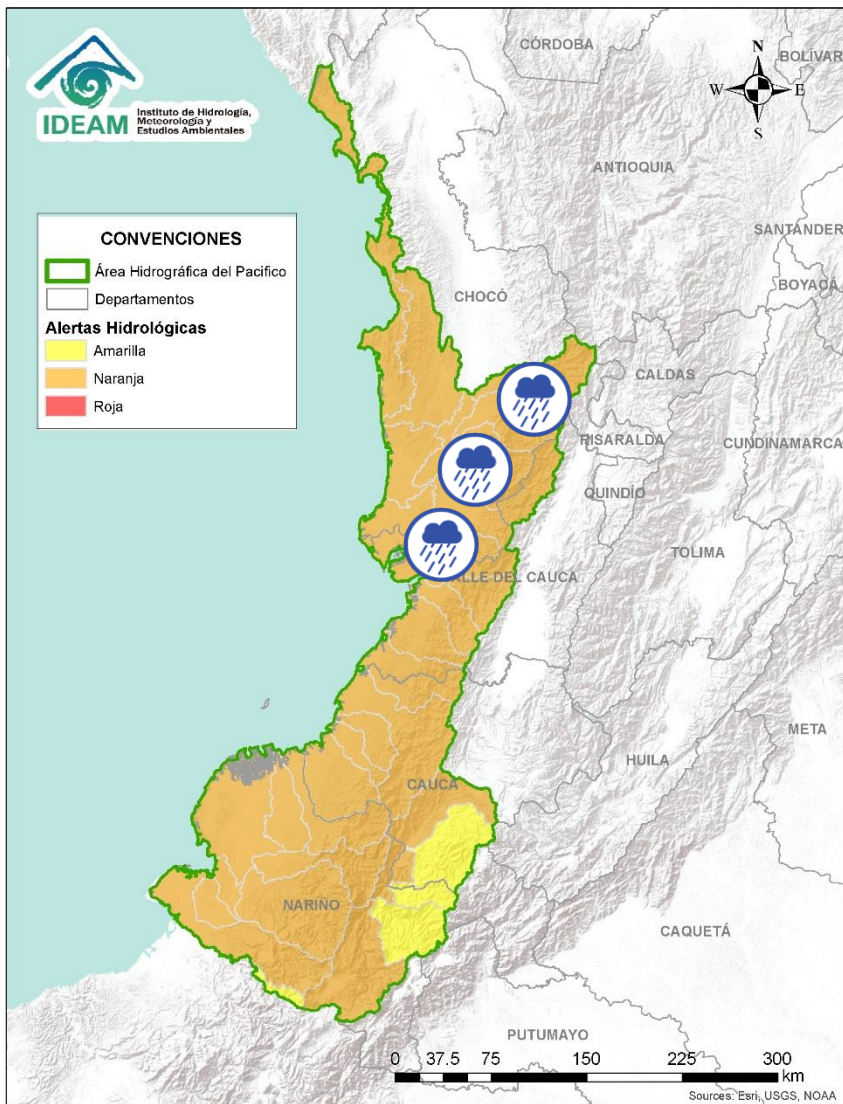 IDEAM
Instituto de Hidrología,
Meteorología y
Estudios Ambientales
CÓRDOBA
BOLÍVAR
N
W
E
S
ANTIOQUIA
SANTANDER
BOYACÁ
CONVENCIONES
Área Hidrográfica del Pacifico
Departamentos
Alertas Hidrológicas
Amarilla
Naranja
Roja
CHOCÓ
CALDAS
RISARALDA
CUNDINAMARCA
QUINDÍO
TOLIMA
ALLE DEL CAUCA
META
HUILA
CAUCA
NARIÑO
CAQUETÁ
PUTUMAYO
0 37.5 75 150 225 300
km
Sources: Esri, USGS, NOAA